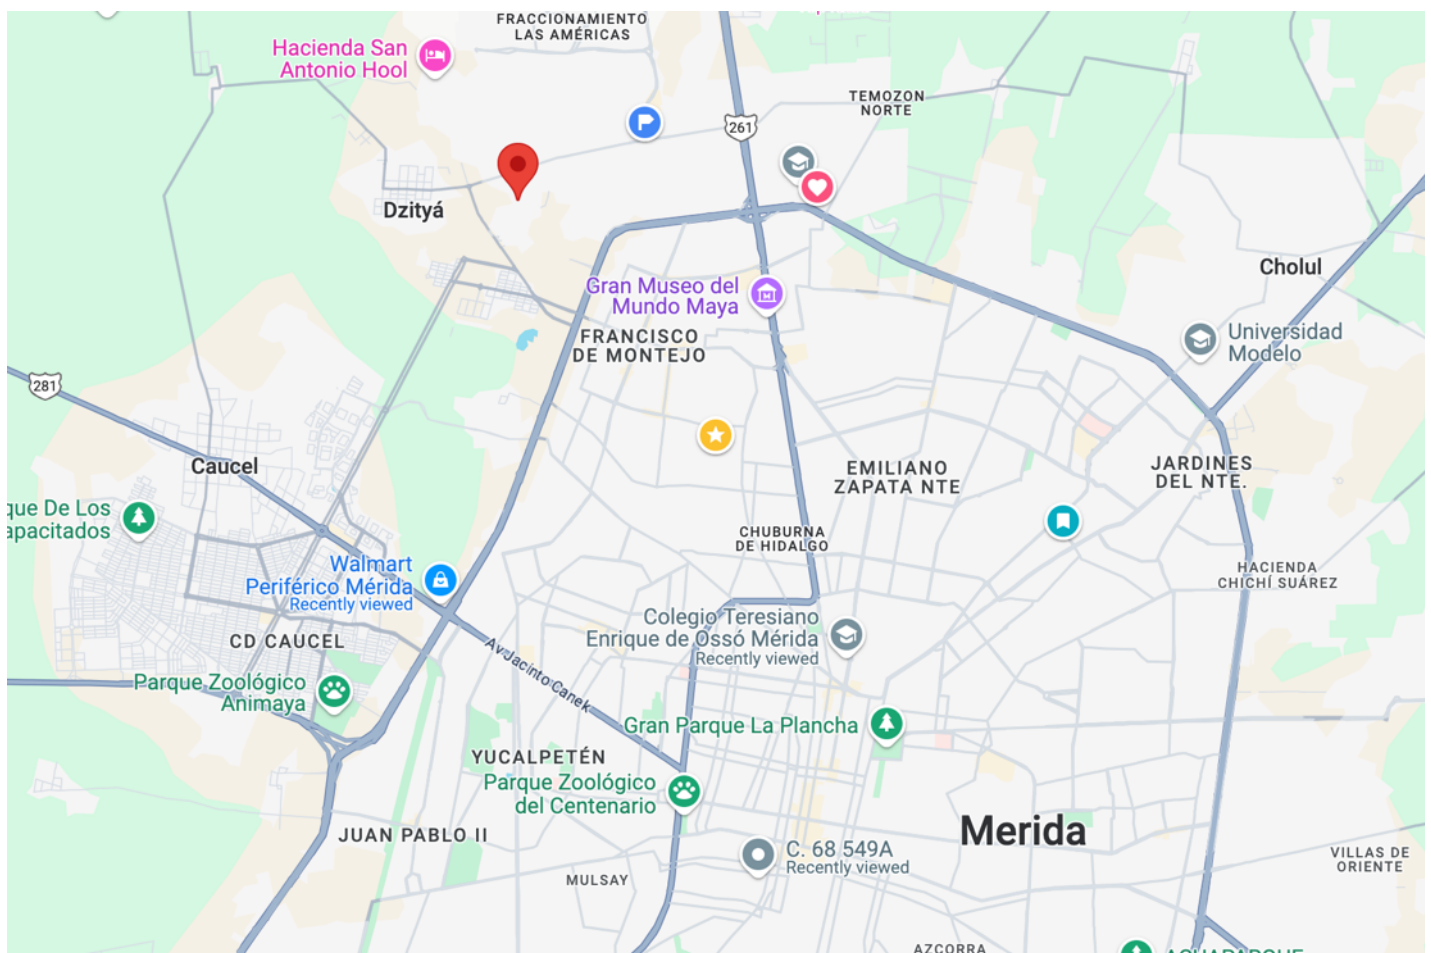 FRACCIONAMIENTO
LAS AMÉRICAS
Hacienda San
Antonio Hool
TEMOZON
NORTE
261
Dzityá
Cholul
Gran Museo del
Mundo Maya
FRANCISCO
DE MONTEJO
Universidad
Modelo
281
Caucel
EMILIANO
ZAPATA NTE
JARDINES
DEL NTE.
que De Los
apacitados
CHUBURNA
DE HIDALGO
Walmart
Periférico Mérida
Recently viewed
HACIENDA
CHICHÍ SUÁREZ
Colegio Teresiano
Enrique de Ossó Mérida
Recently viewed
CD CAUCEL
Av Jacinto Canek
Parque Zoológico
Animaya
Gran Parque La Plancha
YUCALPETÉN
Parque Zoológico
del Centenario
JUAN PABLO II
Merida
C. 68 549A
Recently viewed
VILLAS DE
ORIENTE
MULSAY
AZCORRA